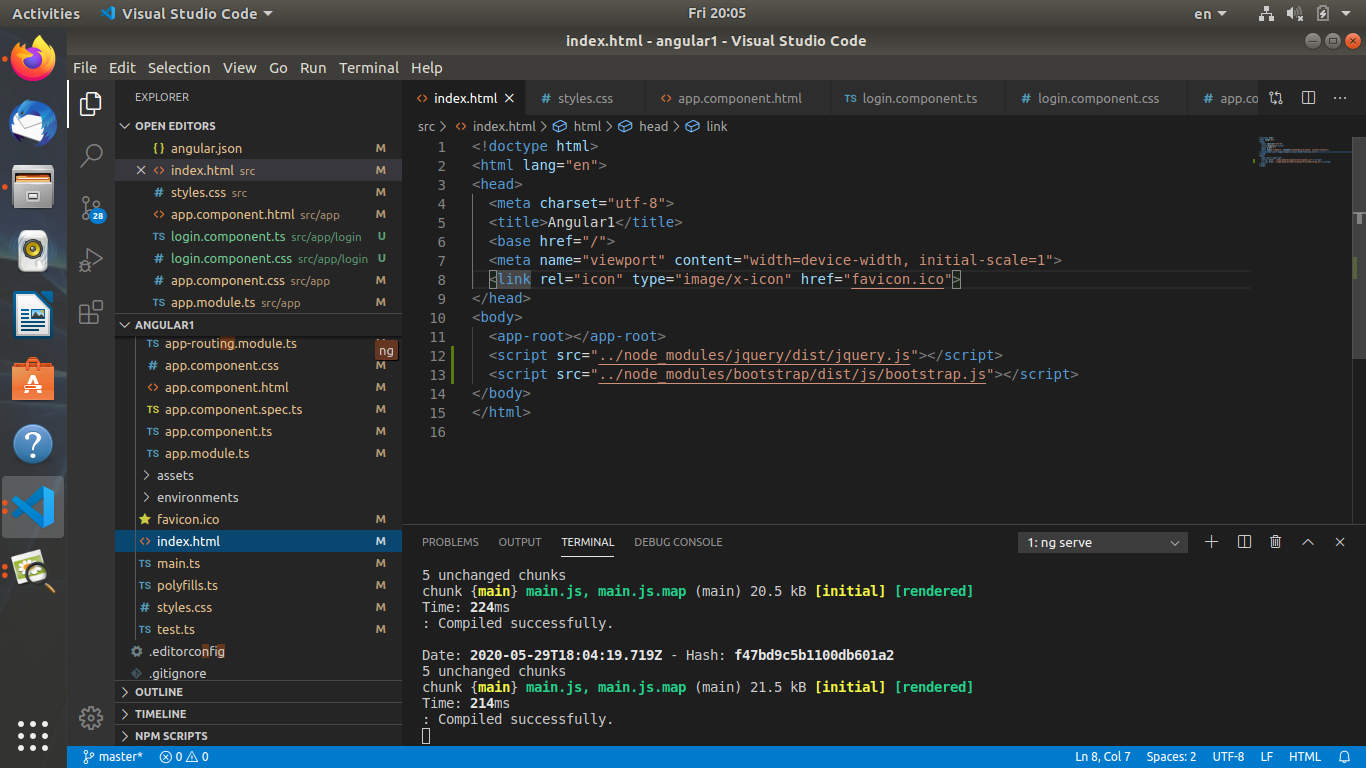 Activities Visual Studio Code Fri 20:05 en
index.html - angular1 - Visual Studio Code
File Edit Selection View Go Run Terminal Help
EXPLORER
OPEN EDITORS
{} angular.json M
<> index.html src M
# styles.css src M
<> app.component.html src/app M
TS login.component.ts src/app/login U
# login.component.css src/app/login U
# app.component.css src/app M
TS app.module.ts src/app M
ANGULAR1
TS app-routing.module.ts
ng
# app.component.css M
<> app.component.html M
TS app.component.spec.ts M
TS app.component.ts M
TS app.module.ts M
assets
environments
favicon.ico M
<> index.html M
TS main.ts M
TS polyfills.ts M
# styles.css M
TS test.ts M
.editorconfig
.gitignore
OUTLINE
TIMELINE
NPM SCRIPTS
28
<> index.html # styles.css <> app.component.html TS login.component.ts # login.component.css # app.co
src > <> index.html > html > head > link
1 <!doctype html>
2 <html lang="en">
3 <head>
4 <meta charset="utf-8">
5 <title>Angular1</title>
6 <base href="/">
7 <meta name="viewport" content="width=device-width, initial-scale=1">
8 <link rel="icon" type="image/x-icon" href="favicon.ico">
9 </head>
10 <body>
11 <app-root></app-root>
12 <script src="../node_modules/jquery/dist/jquery.js"></script>
13 <script src="../node_modules/bootstrap/dist/js/bootstrap.js"></script>
14 </body>
15 </html>
16
PROBLEMS OUTPUT TERMINAL DEBUG CONSOLE 1: ng serve
5 unchanged chunks
chunk {main} main.js, main.js.map (main) 20.5 kB [initial] [rendered]
Time: 224ms
: Compiled successfully.
Date: 2020-05-29T18:04:19.719Z - Hash: f47bd9c5b1100db601a2
5 unchanged chunks
chunk {main} main.js, main.js.map (main) 21.5 kB [initial] [rendered]
Time: 214ms
: Compiled successfully.
master* 0 0 Ln 8, Col 7 Spaces: 2 UTF-8 LF HTML